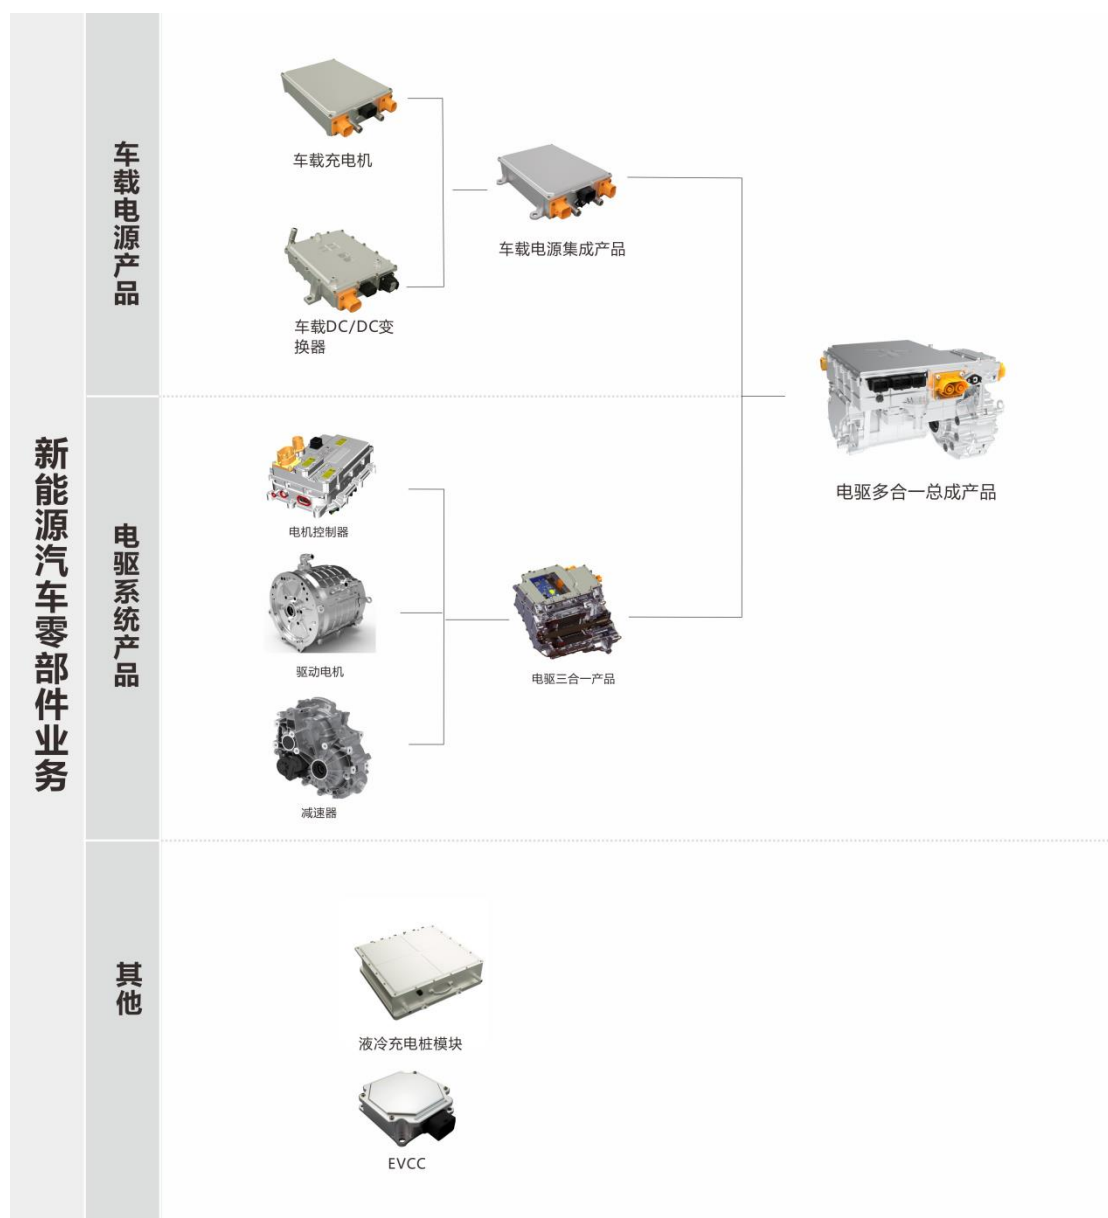 新能源汽车零部件业务
车载电源产品
车载充电机
车载电源集成产品
车载DC/DC变
换器
电驱多合一总成产品
电驱系统产品
电机控制器
驱动电机
电驱三合一产品
减速器
其他
液冷充电桩模块
EVCC